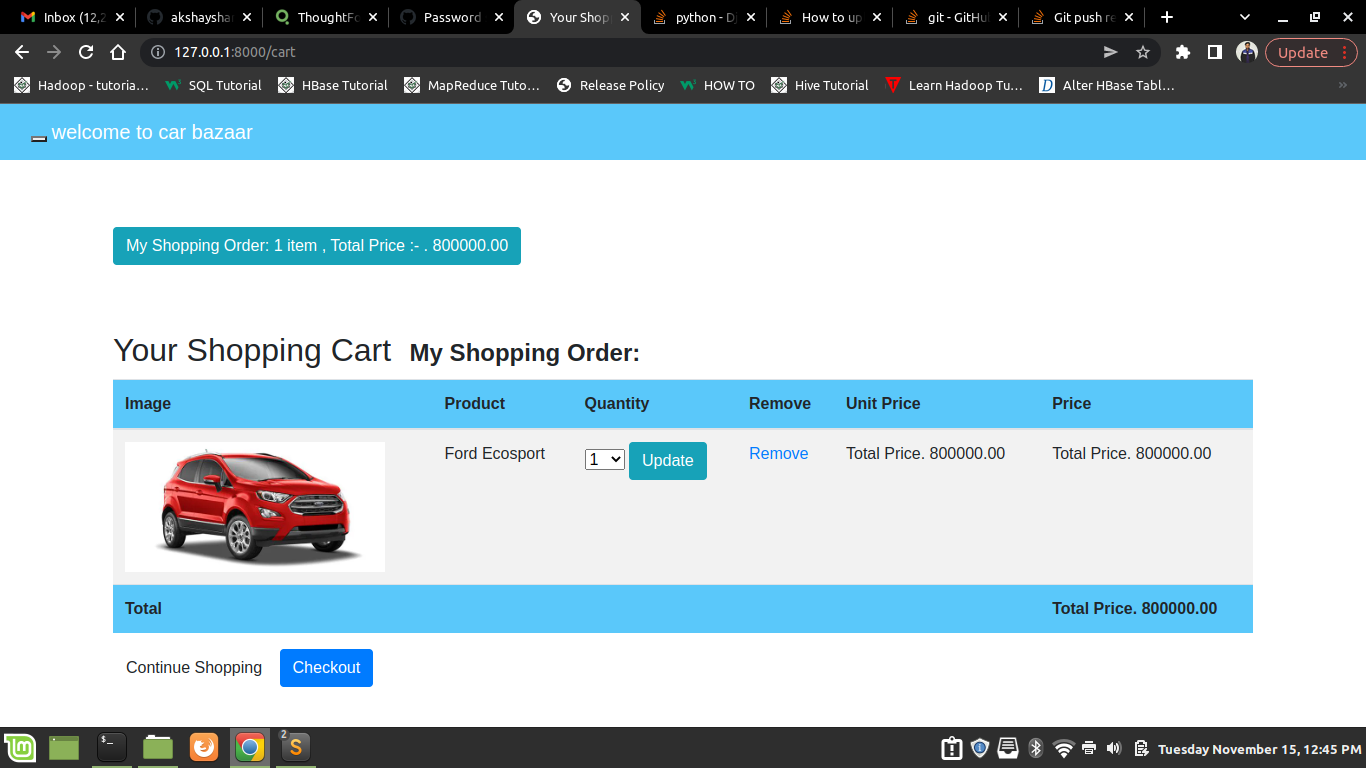 Inbox (12,2
akshayshar
ThoughtFo
Password
Your Shop
python - Dj
How to up
git - GitHu
Git push re
127.0.0.1:8000/cart
Update
Hadoop - tutoria...
SQL Tutorial
HBase Tutorial
MapReduce Tuto...
Release Policy
HOW TO
Hive Tutorial
Learn Hadoop Tu...
Alter HBase Tabl...
welcome to car bazaar
My Shopping Order: 1 item , Total Price :- . 800000.00
Your Shopping Cart My Shopping Order:
Image Product Quantity Remove Unit Price Price
Ford Ecosport 1 Update Remove Total Price. 800000.00 Total Price. 800000.00
Total Total Price. 800000.00
Continue Shopping Checkout
2
Tuesday November 15, 12:45 PM